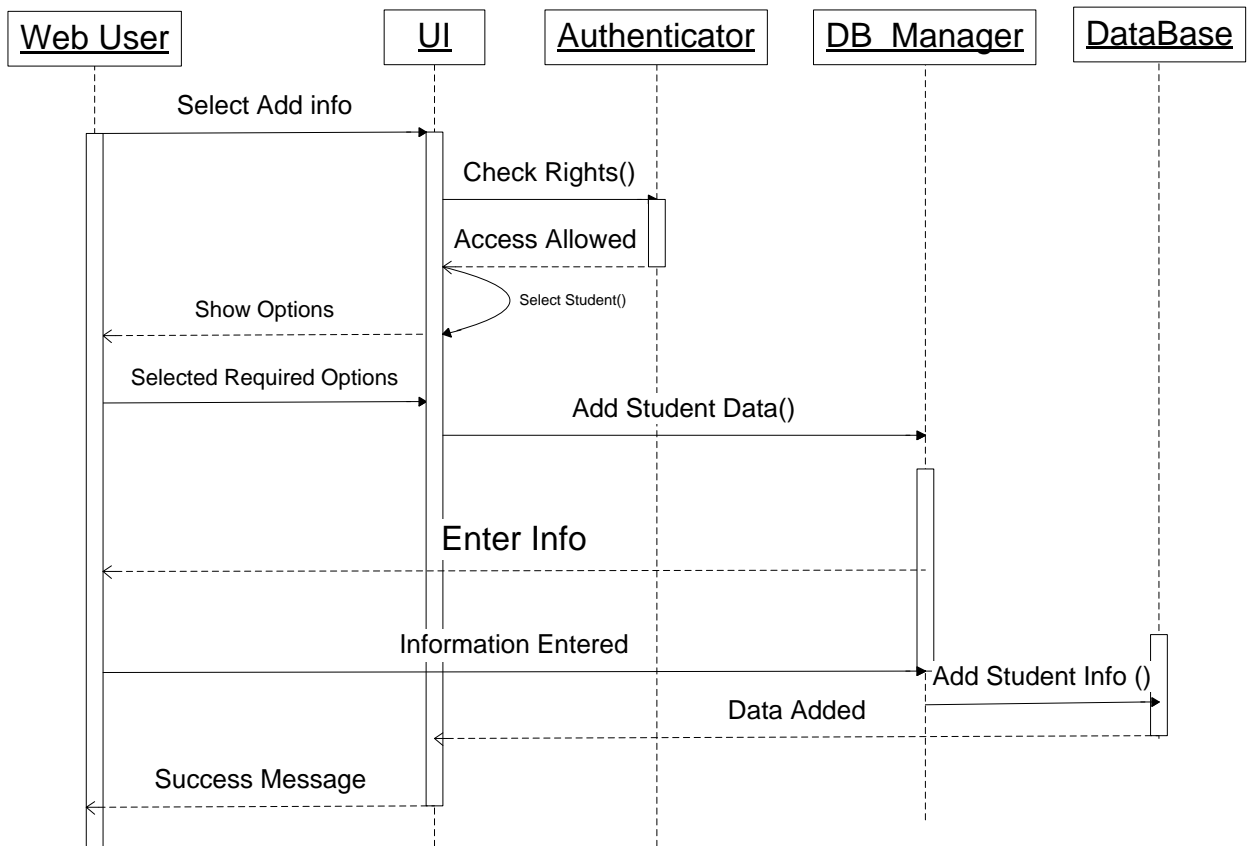 Web User
UI
Authenticator
DB_Manager
DataBase
Select Add info
Check Rights()
Access Allowed
Select Student()
Show Options
Selected Required Options
Add Student Data()
Enter Info
Information Entered
Add Student Info ()
Data Added
Success Message